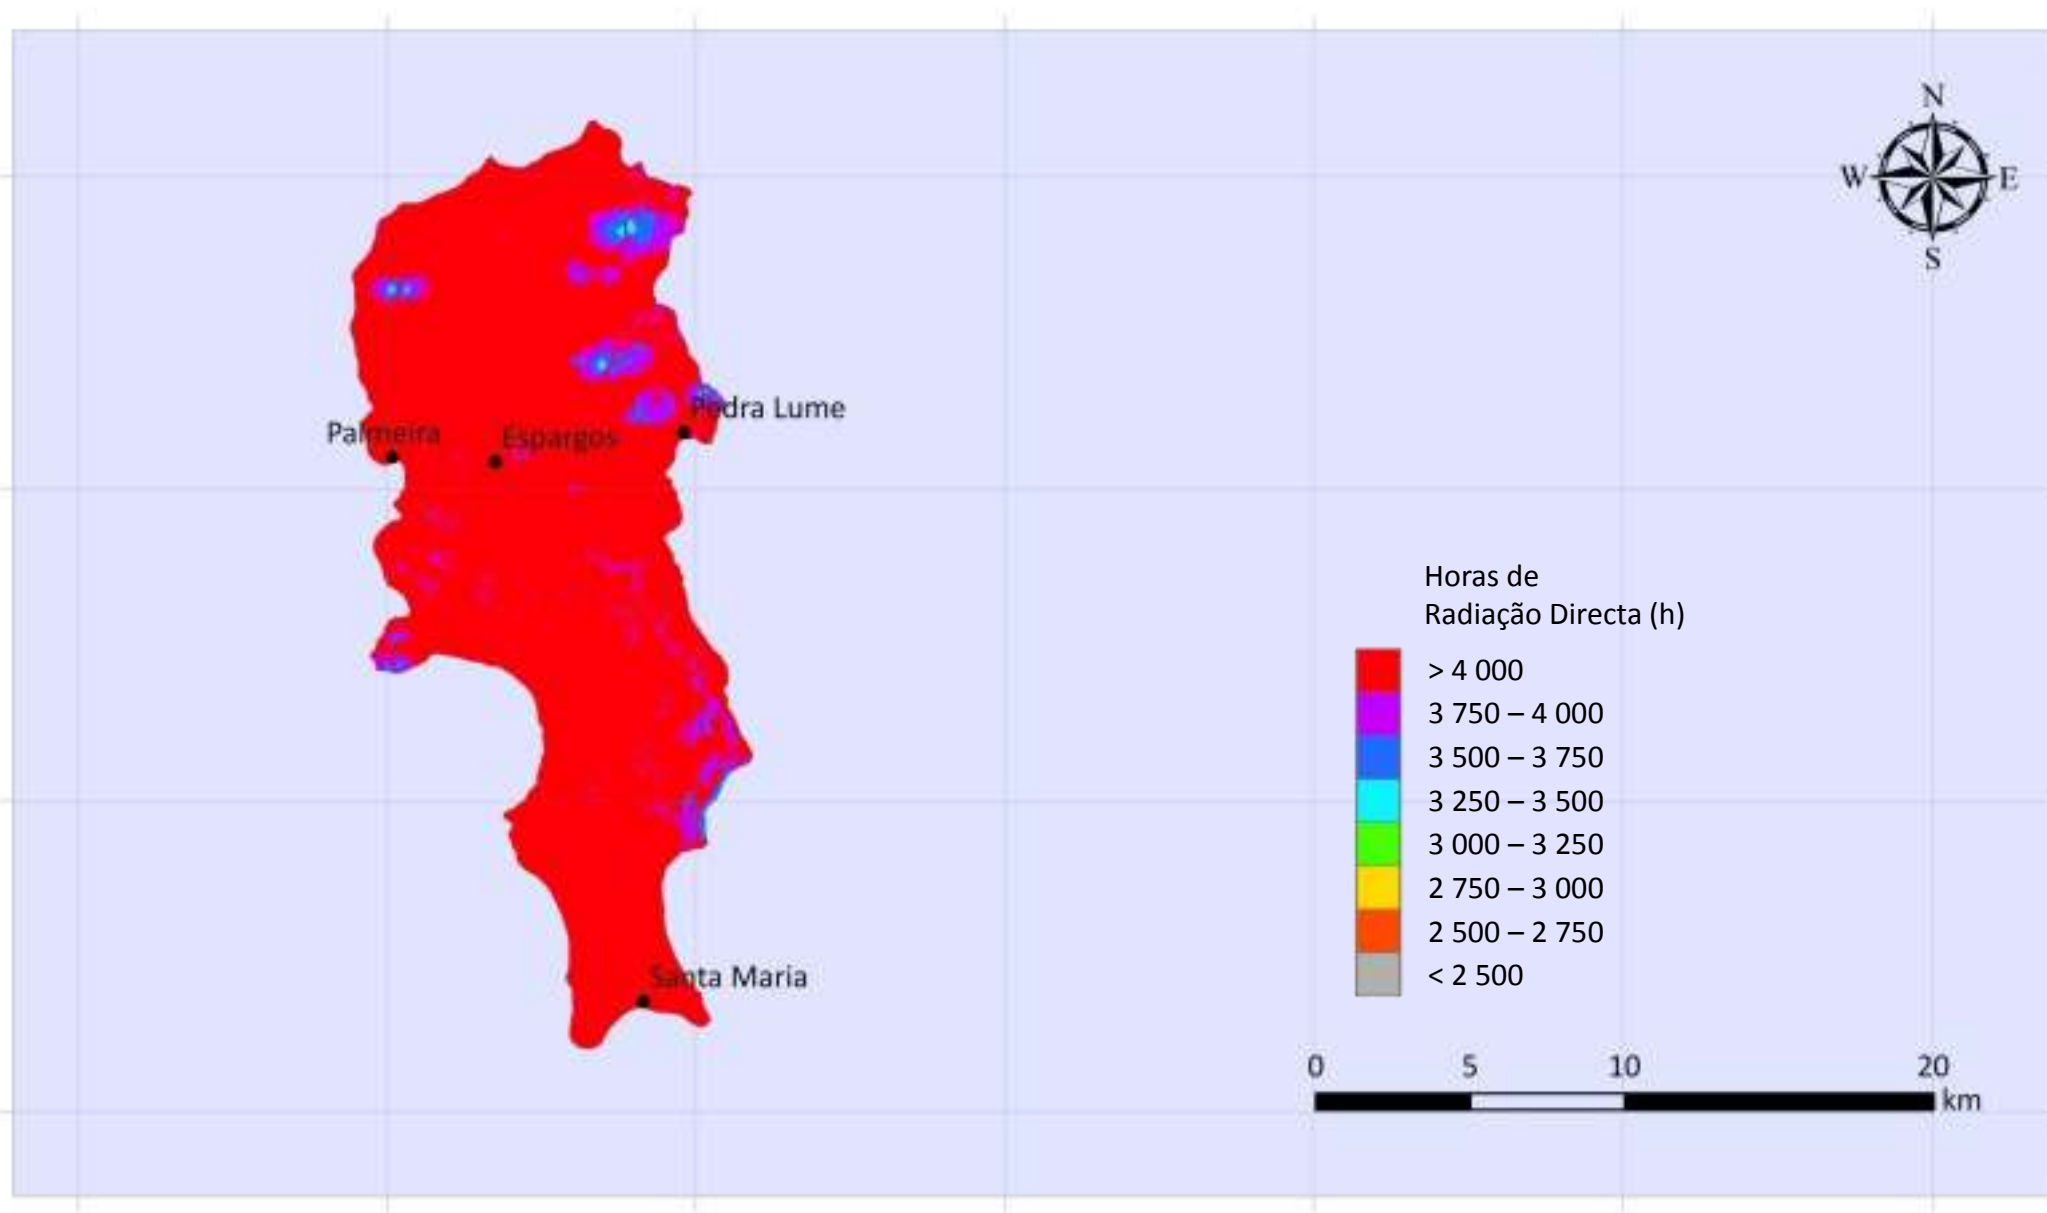 N
W E
S
Pedra Lume
Palmeira
Espargos
Horas de
Radiação Directa (h)
> 4 000
3 750 – 4 000
3 500 – 3 750
3 250 – 3 500
3 000 – 3 250
2 750 – 3 000
2 500 – 2 750
< 2 500
Santa Maria
0 5 10 20
km